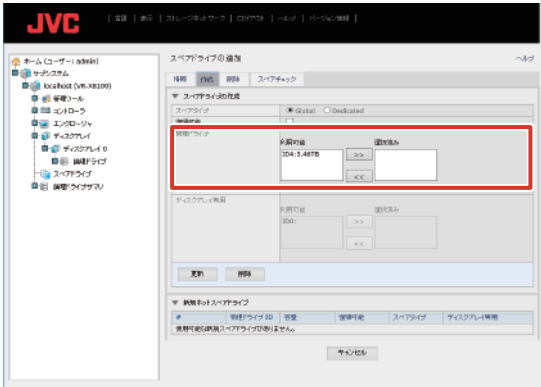 JVC
| 言語 | 表示 | ストレージネットワーク | ログアウト | ヘルプ | バージョン情報 |
ホーム (ユーザー: admin)
サブシステム
localhost (VR-X8100)
管理ツール
コントローラ
エンクロージャ
ディスクアレイ
ディスクアレイ 0
論理ドライブ
スペアドライブ
論理ドライブサマリ
スペアドライブの追加
ヘルプ
情報 作成 削除 スペアチェック
▼ スペアドライブの作成
スペアタイプ Global Dedicated
復帰可能
物理ドライブ
利用可能 選択済み
ID4:5.46TB
>>
<<
ディスクアレイ専用
利用可能 選択済み
ID0:
>>
<<
更新 削除
▼ 新規ホットスペアドライブ
# 物理ドライブ ID 容量 復帰可能 スペアタイプ ディスクアレイ専用
使用可能な新規スペアドライブがありません。
キャンセル